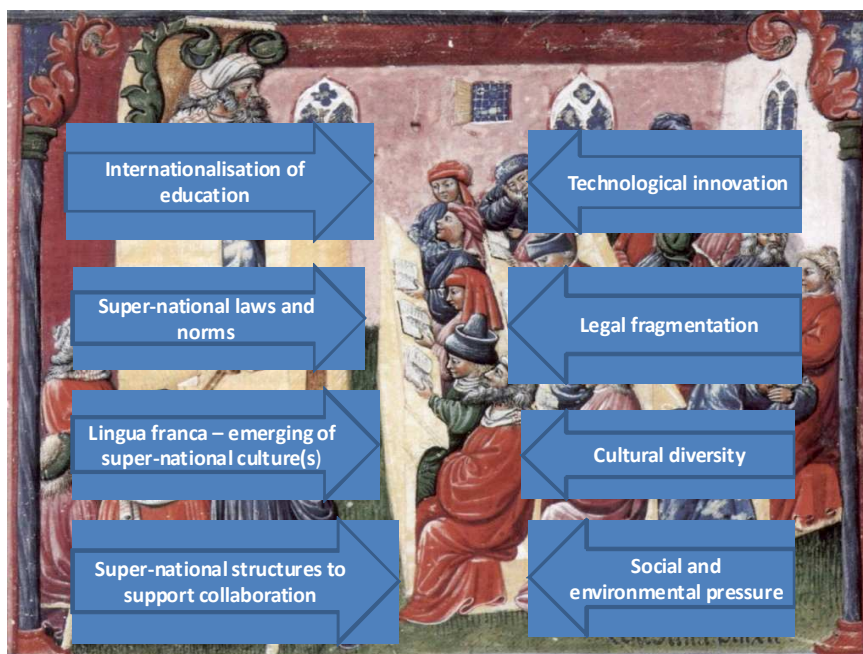 Internationalisation of
education
Technological innovation
Super-national laws and
norms
Legal fragmentation
Lingua franca – emerging of
super-national culture(s)
Cultural diversity
Super-national structures to
support collaboration
Social and
environmental pressure